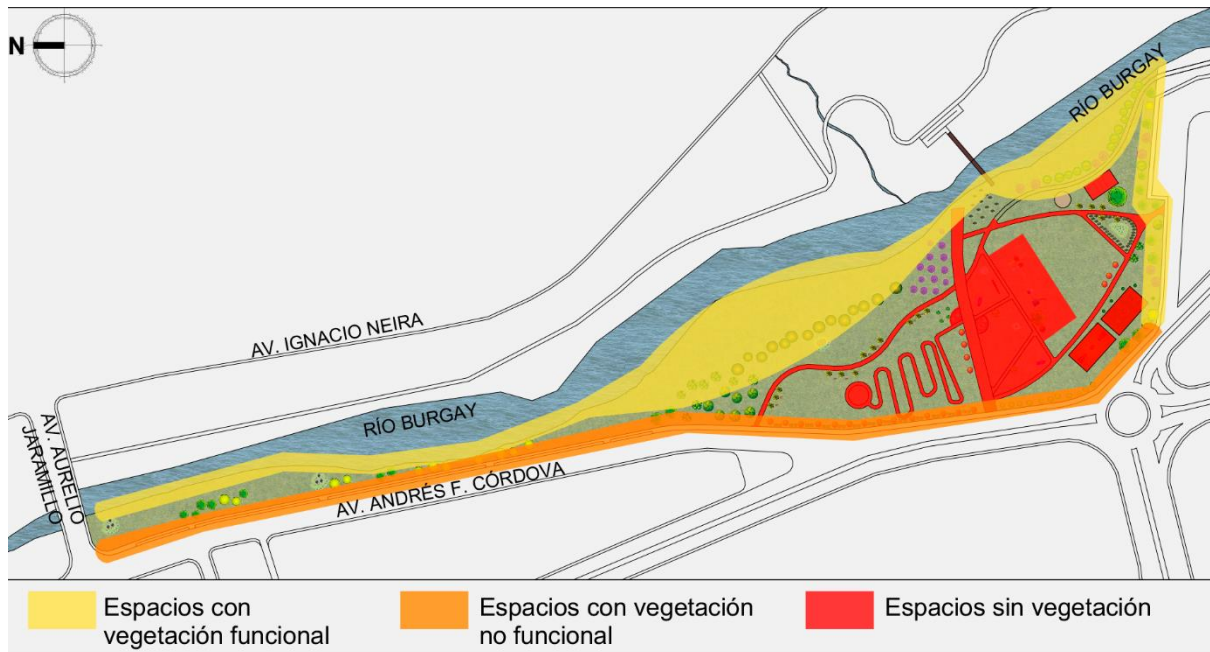 N
RÍO BURGAY
AV. IGNACIO NEIRA
RÍO BURGAY
AV. AURELIO
JARAMILLO
AV. ANDRÉS F. CÓRDOVA
Espacios con
vegetación funcional
Espacios con vegetación
no funcional
Espacios sin vegetación